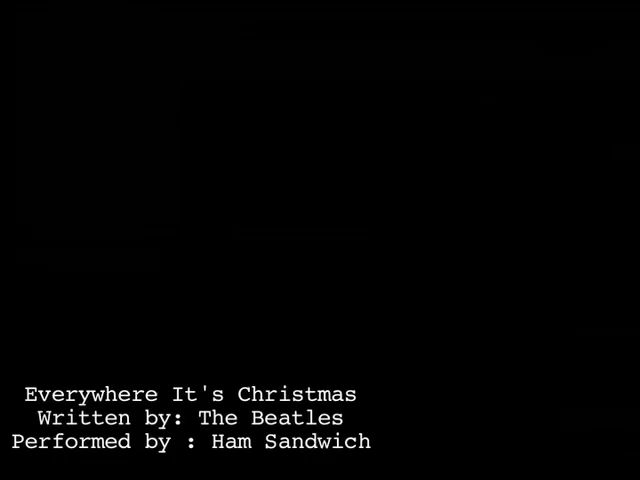 Everywhere It's Christmas
Written by: The Beatles
Performed by : Ham Sandwich